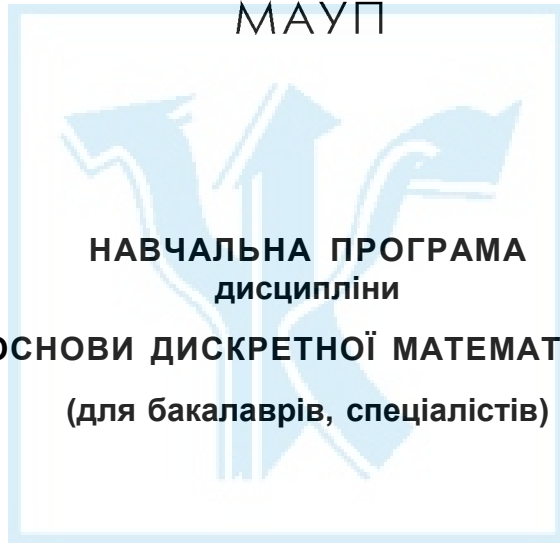 МАУП
НАВЧАЛЬНА ПРОГРАМА
дисципліни
ОСНОВИ ДИСКРЕТНОЇ МАТЕМАТ
(для бакалаврів, спеціалістів)